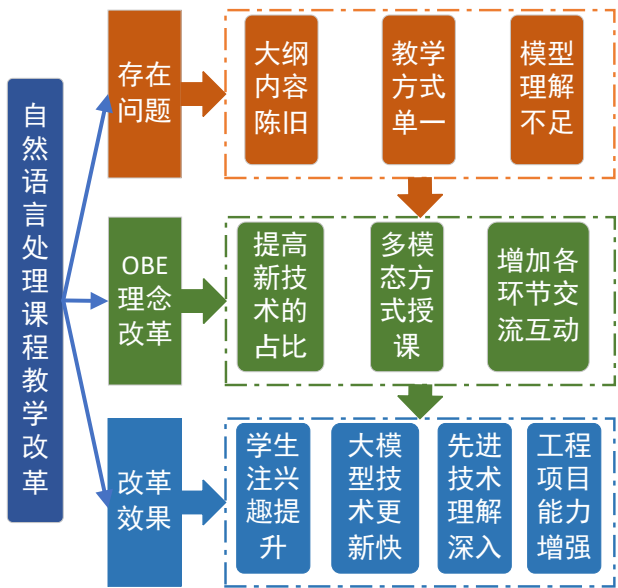 自然语言处理课程教学改革
存在
问题
大纲
内容
陈旧
教学
方式
单一
模型
理解
不足
OBE
理念
改革
提高
新技
术的
占比
多模
态方
式授
课
增加各
环节交
流互动
改革
效果
学生
注兴
趣提
升
大模
型技
术更
新快
先进
技术
理解
深入
工程
项目
能力
增强